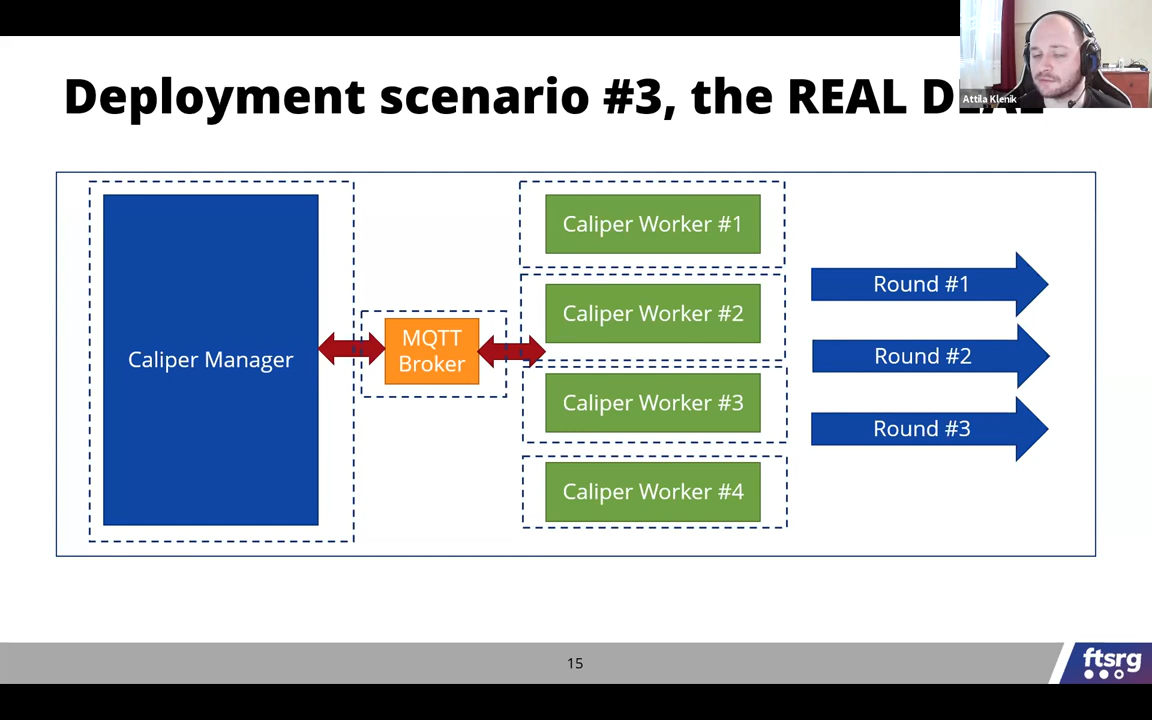 Deployment scenario #3, the REAL
Attila Klenik
Caliper Manager
MQTT
Broker
Caliper Worker #1
Caliper Worker #2
Caliper Worker #3
Caliper Worker #4
Round #1
Round #2
Round #3
15
ftsrg